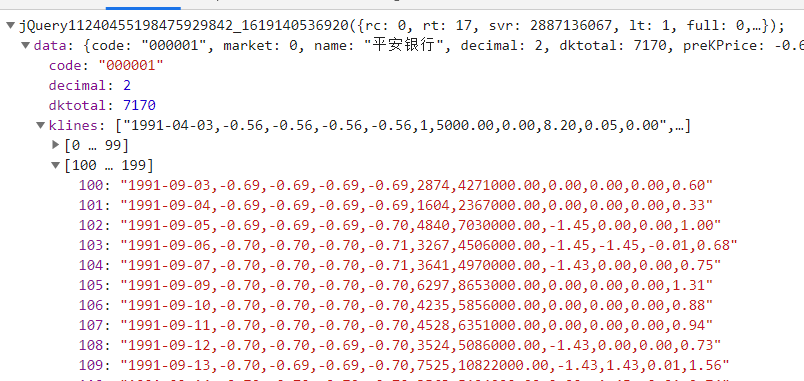 jQuery11240455198475929842_1619140536920({rc: 0, rt: 17, svr: 2887136067, lt: 1, full: 0,…});
data: {code: "000001", market: 0, name: "平安银行", decimal: 2, dktotal: 7170, preKPrice: -0.6
code: "000001"
decimal: 2
dktotal: 7170
klines: ["1991-04-03,-0.56,-0.56,-0.56,-0.56,1,5000.00,0.00,8.20,0.05,0.00",…]
[0 … 99]
[100 … 199]
100: "1991-09-03,-0.69,-0.69,-0.69,-0.69,2874,4271000.00,0.00,0.00,0.00,0.60"
101: "1991-09-04,-0.69,-0.69,-0.69,-0.69,1604,2367000.00,0.00,0.00,0.00,0.33"
102: "1991-09-05,-0.69,-0.69,-0.69,-0.70,4840,7030000.00,-1.45,0.00,0.00,1.00"
103: "1991-09-06,-0.70,-0.70,-0.70,-0.71,3267,4506000.00,-1.45,-1.45,-0.01,0.68"
104: "1991-09-07,-0.70,-0.70,-0.70,-0.71,3641,4970000.00,-1.43,0.00,0.00,0.75"
105: "1991-09-09,-0.70,-0.70,-0.70,-0.70,6297,8653000.00,0.00,0.00,0.00,1.31"
106: "1991-09-10,-0.70,-0.70,-0.70,-0.70,4235,5856000.00,0.00,0.00,0.00,0.88"
107: "1991-09-11,-0.70,-0.70,-0.70,-0.70,4528,6351000.00,0.00,0.00,0.00,0.94"
108: "1991-09-12,-0.70,-0.70,-0.69,-0.70,3524,5086000.00,-1.43,0.00,0.00,0.73"
109: "1991-09-13,-0.70,-0.69,-0.69,-0.70,7525,10822000.00,-1.43,1.43,0.01,1.56"